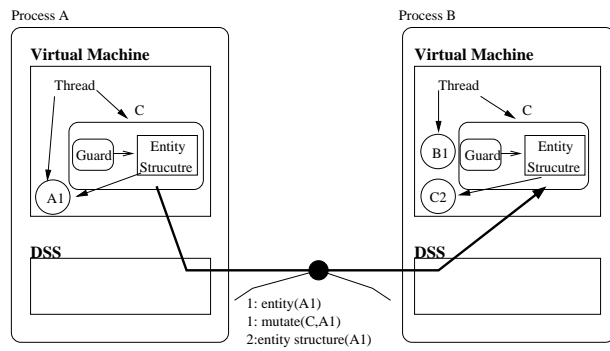 Process A
Process B
Virtual Machine
Virtual Machine
Thread
Thread
C
C
Guard
Entity
Strucutre
Guard
Entity
Strucutre
A1
B1
C2
DSS
DSS
1: entity(A1)
1: mutate(C,A1)
2:entity structure(A1)